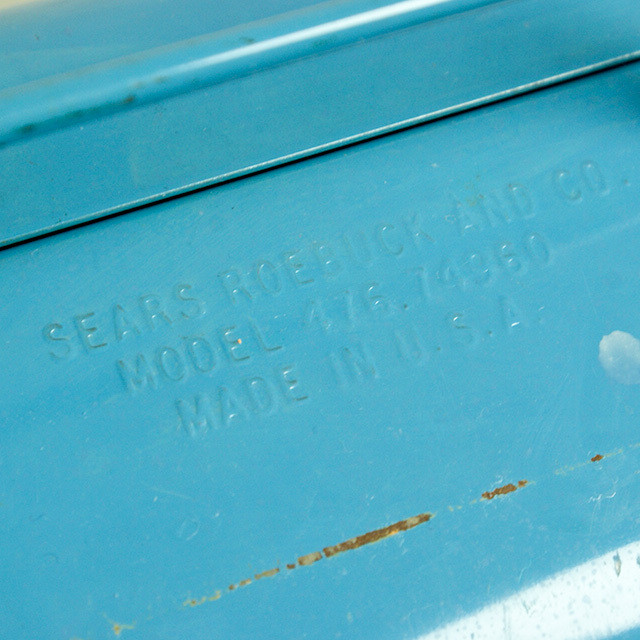 SEARS ROEBUCK AND CO.
MODEL 476.74960
MADE IN U.S.A.